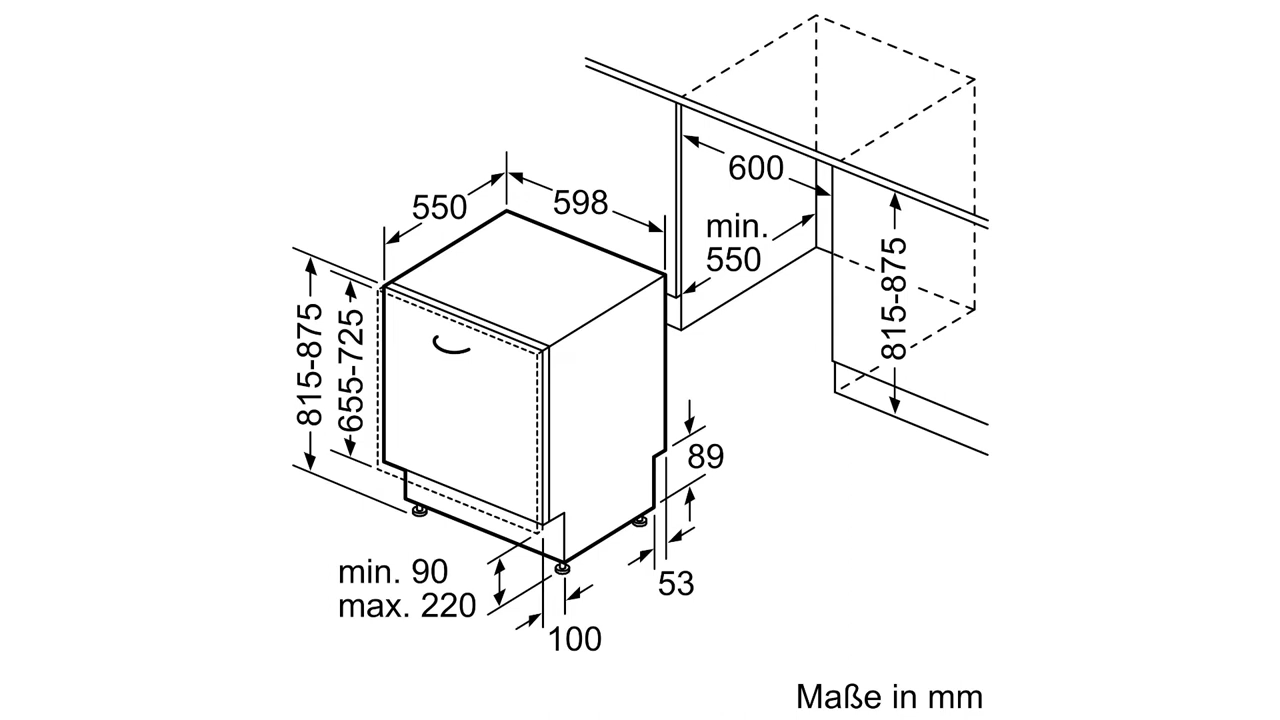 600
550
598
min.
550
815-875
655-725
815-875
89
min. 90
max. 220
53
100
Maße in mm